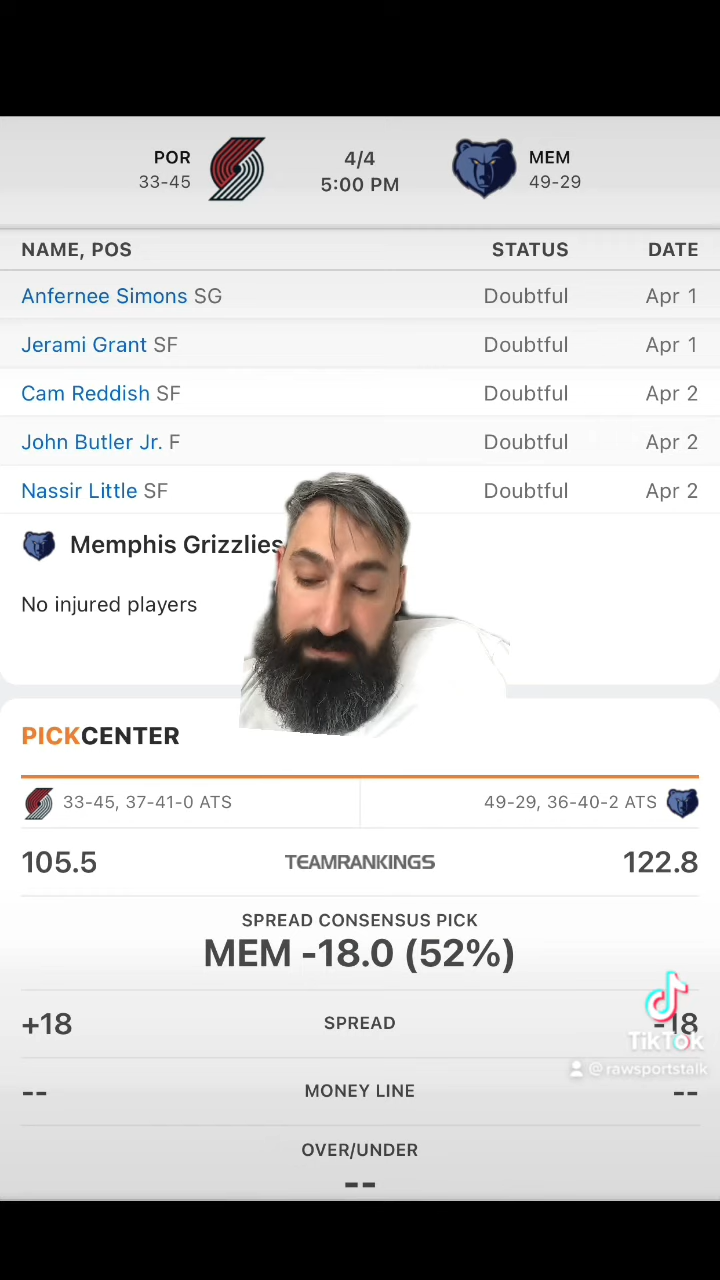 POR
33-45
4/4
5:00 PM
MEM
49-29
NAME, POS STATUS DATE
Anfernee Simons SG Doubtful Apr 1
Jerami Grant SF Doubtful Apr 1
Cam Reddish SF Doubtful Apr 2
John Butler Jr. F Doubtful Apr 2
Nassir Little SF Doubtful Apr 2
Memphis Grizzlies
No injured players
PICKCENTER
33-45, 37-41-0 ATS 49-29, 36-40-2 ATS
105.5 TEAMRANKINGS 122.8
SPREAD CONSENSUS PICK
MEM -18.0 (52%)
+18 SPREAD -18
TikTok
@rawsportstalk
-- MONEY LINE --
OVER/UNDER
--